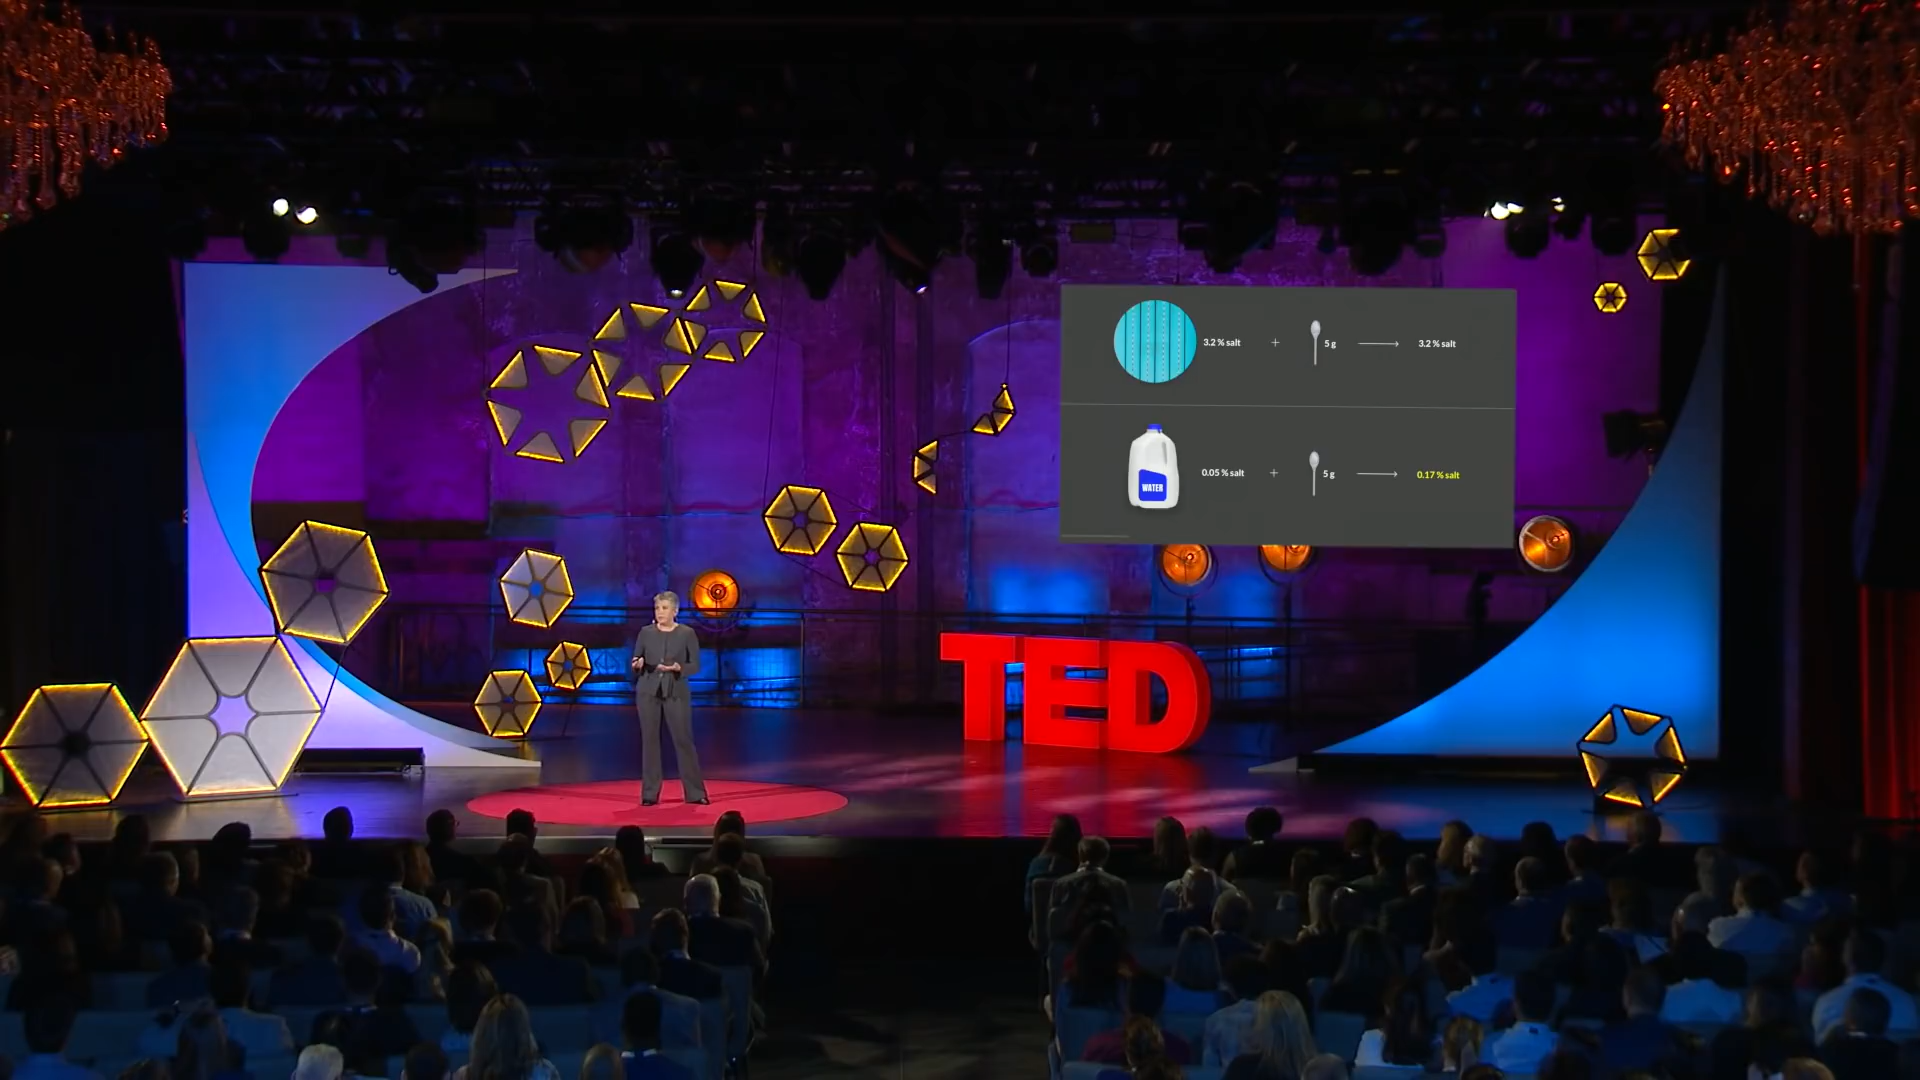 3.2 % salt + 5 g 3.2 % salt
WATER
0.05 % salt + 5 g 0.17 % salt
TED